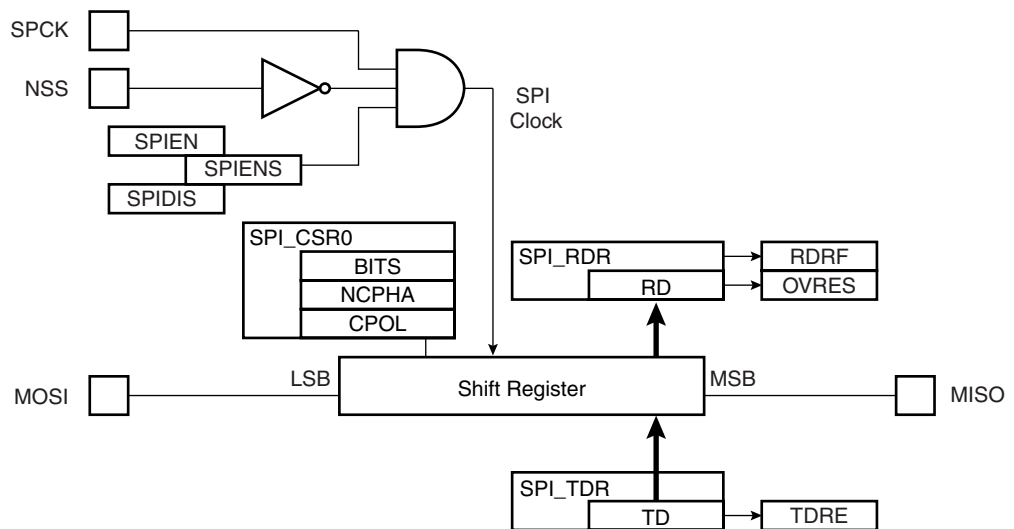 SPCK
NSS
SPI
Clock
SPIEN
SPIENS
SPIDIS
SPI_CSR0
BITS
NCPHA
CPOL
SPI_RDR
RD
RDRF
OVRES
MOSI
LSB
Shift Register
MSB
MISO
SPI_TDR
TD
TDRE